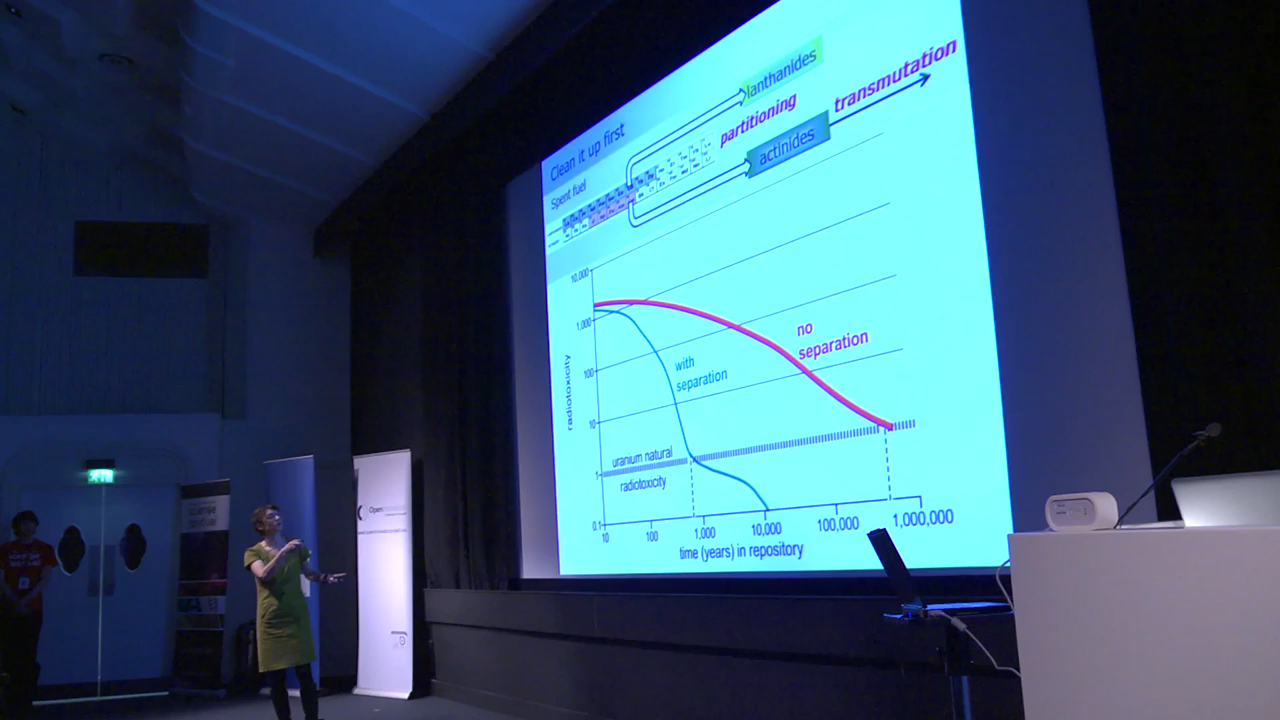 Clean it up first
Spent fuel
lanthanides
partitioning
transmutation
actinides
10,000
1,000
100
10
1
0.1
radiotoxicity
with
separation
no
separation
uranium natural
radiotoxicity
10
100
1,000
10,000
100,000
1,000,000
time (years) in repository
Open